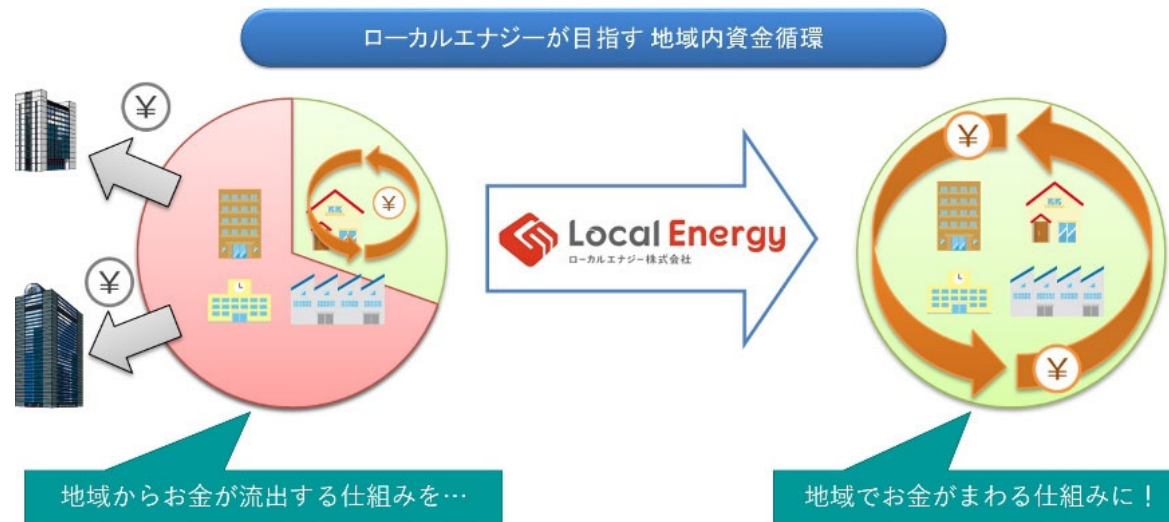 ローカルエナジーが目指す 地域内資金循環
¥
¥
¥
Local Energy
ローカルエナジー株式会社
¥
¥
地域からお金が流出する仕組みを…
地域でお金がまわる仕組みに！